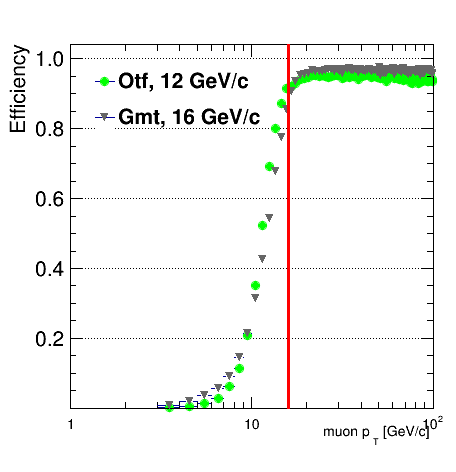 Efficiency
1.0
Otf, 12 GeV/c
Gmt, 16 GeV/c
0.8
0.6
0.4
0.2
1
10
10²
muon p_T [GeV/c]